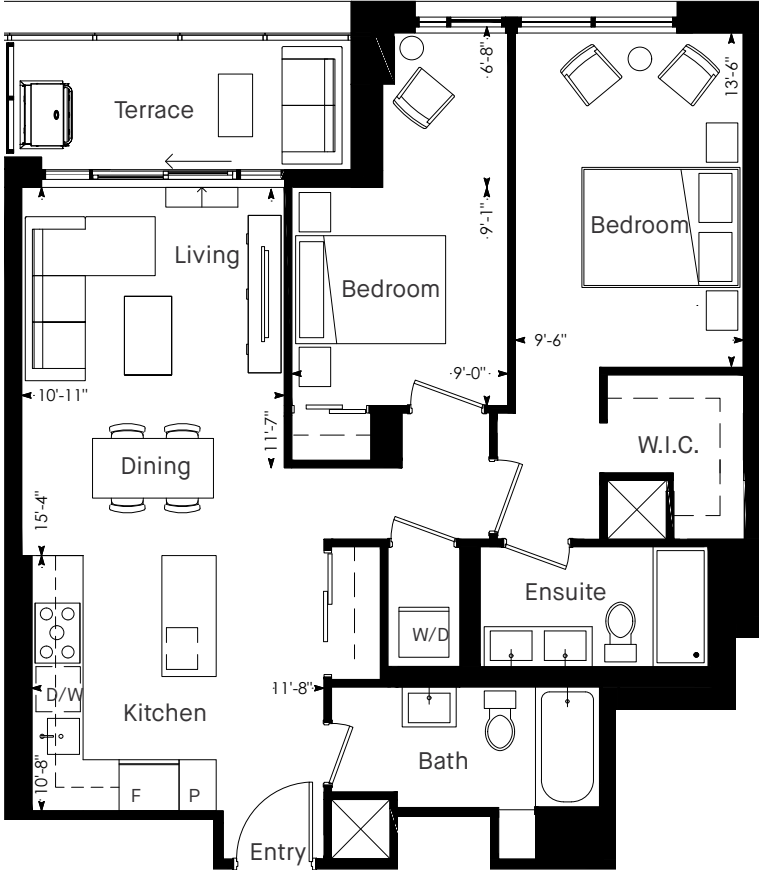 6'-8"
13'-6"
Terrace
Bedroom
9'-1"
Living
Bedroom
9'-6"
9'-0"
10'-11"
11'-7"
W.I.C.
Dining
15'-4"
Ensuite
W/D
11'-8"
D/W
Kitchen
Bath
10'-8"
F
P
Entry